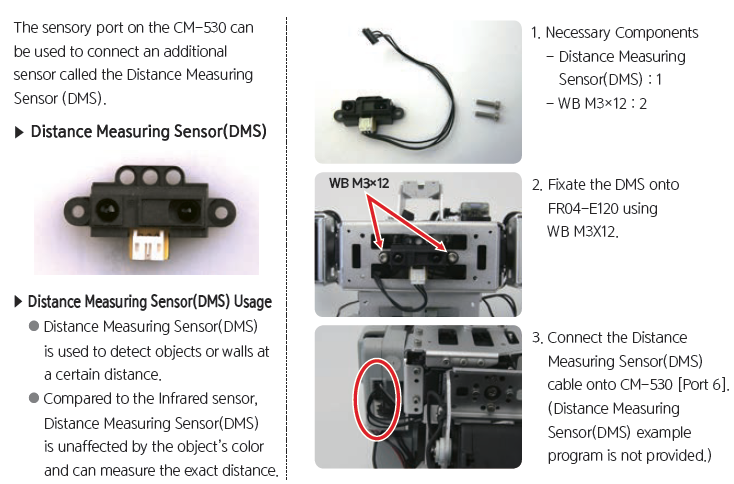 The sensory port on the CM-530 can
be used to connect an additional
sensor called the Distance Measuring
Sensor (DMS).
▶ Distance Measuring Sensor(DMS)
▶ Distance Measuring Sensor(DMS) Usage
● Distance Measuring Sensor(DMS)
is used to detect objects or walls at
a certain distance.
● Compared to the Infrared sensor,
Distance Measuring Sensor(DMS)
is unaffected by the object's color
and can measure the exact distance.
1. Necessary Components
- Distance Measuring
Sensor(DMS) : 1
- WB M3×12 : 2
WB M3×12
2. Fixate the DMS onto
FR04-E120 using
WB M3X12.
3. Connect the Distance
Measuring Sensor(DMS)
cable onto CM-530 [Port 6].
(Distance Measuring
Sensor(DMS) example
program is not provided.)